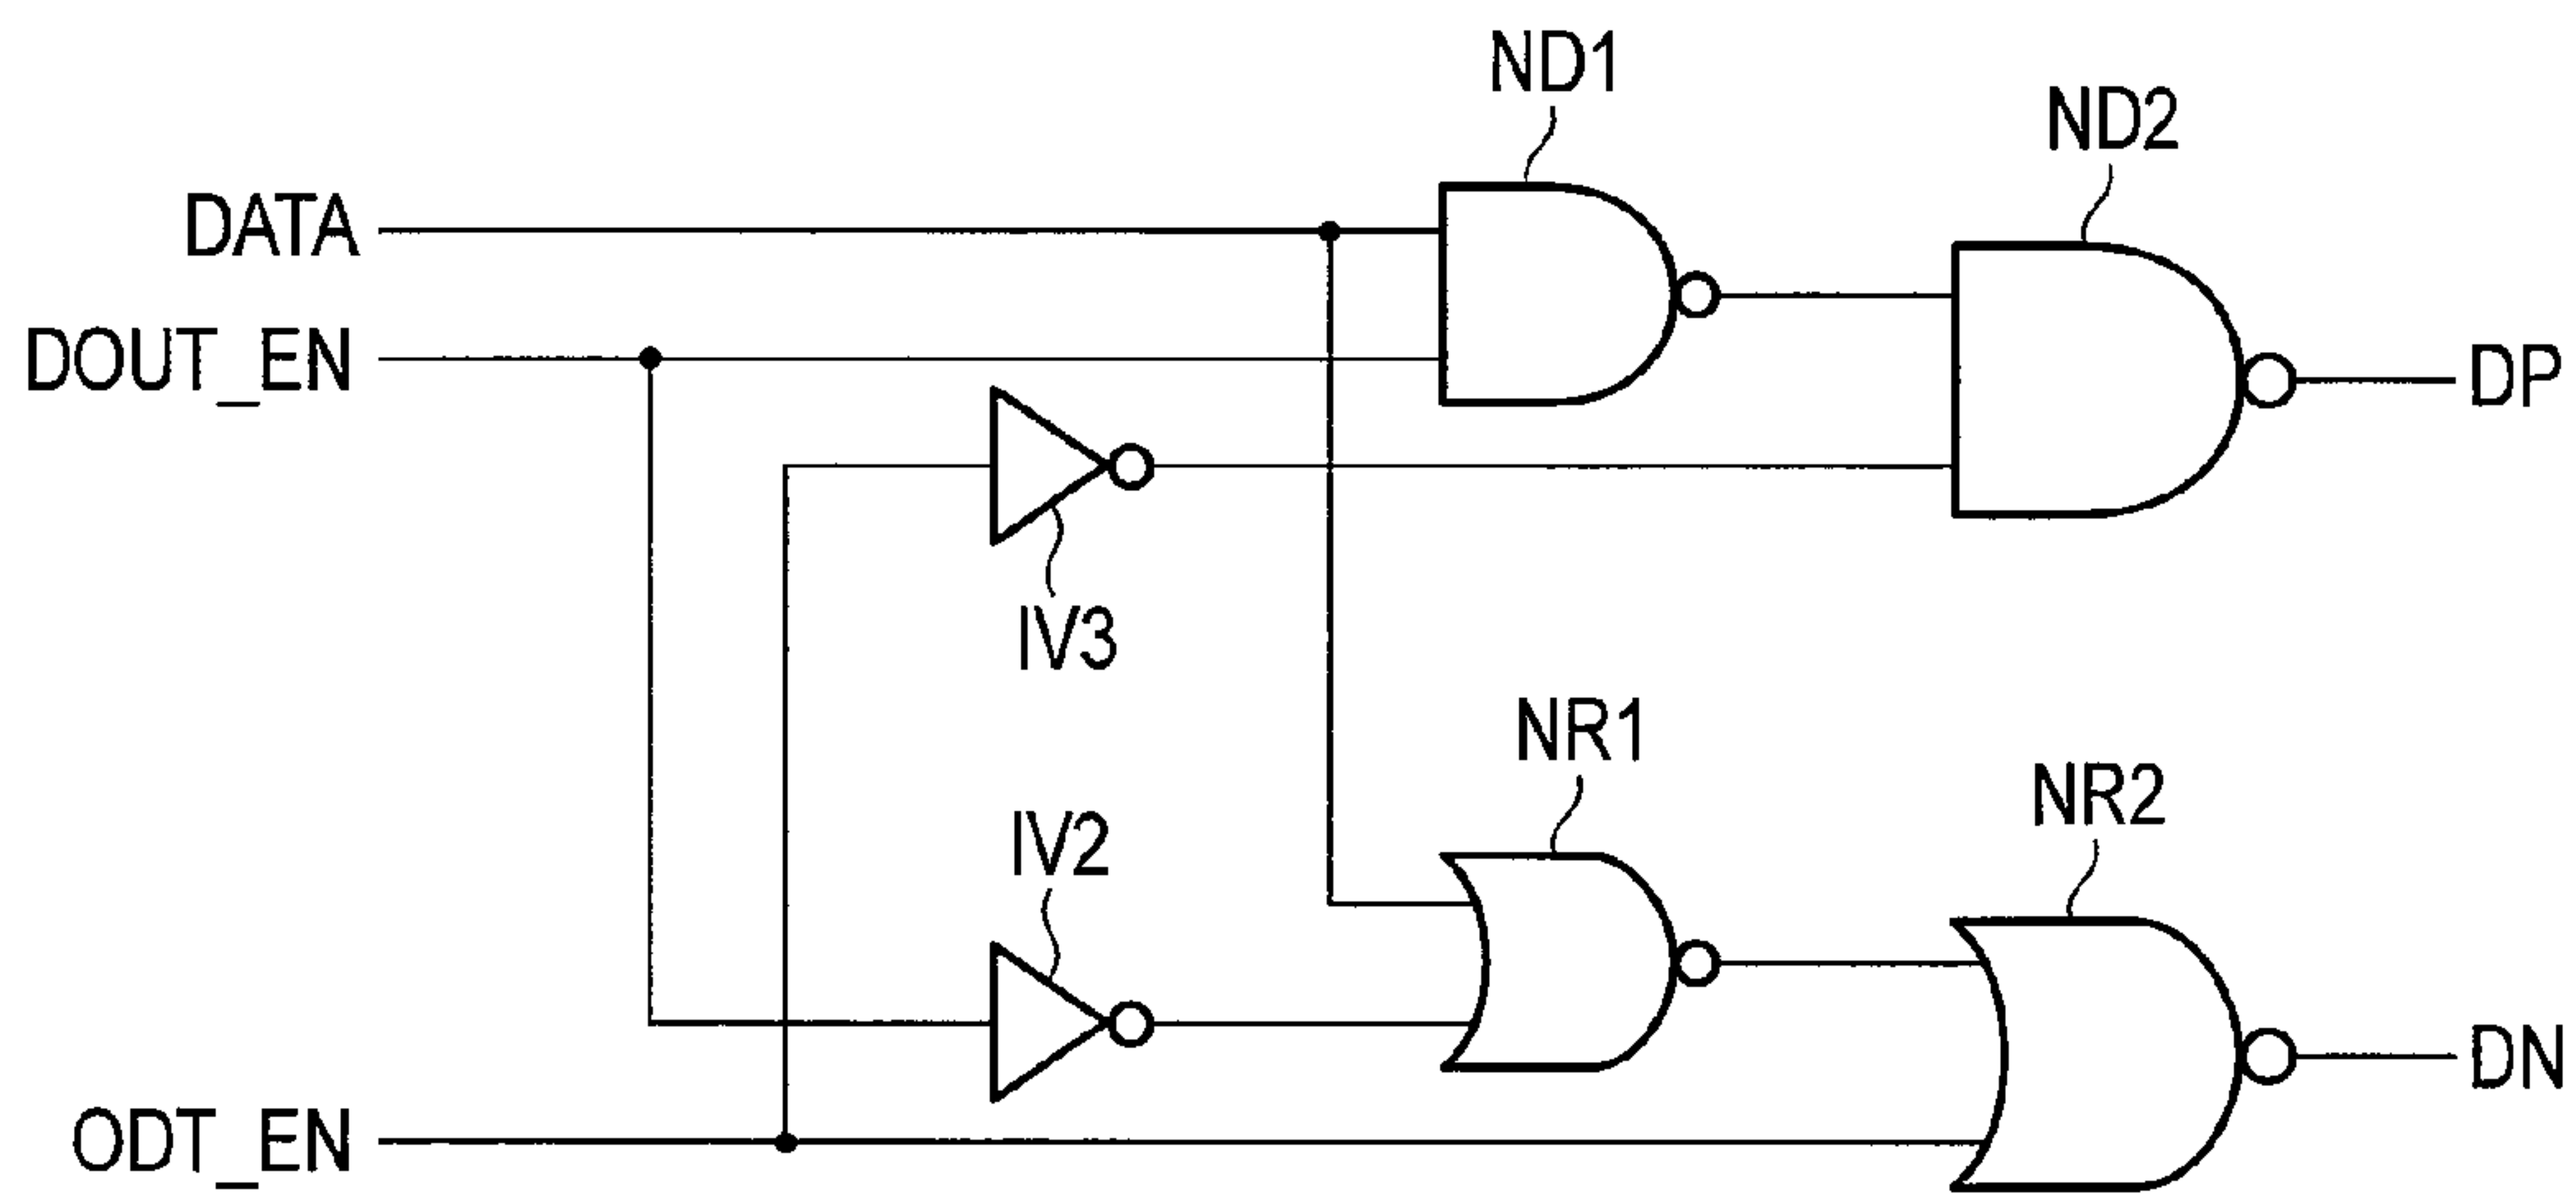 ND1
ND2
DATA
DOUT_EN
DP
IV3
NR1
NR2
IV2
DN
ODT_EN